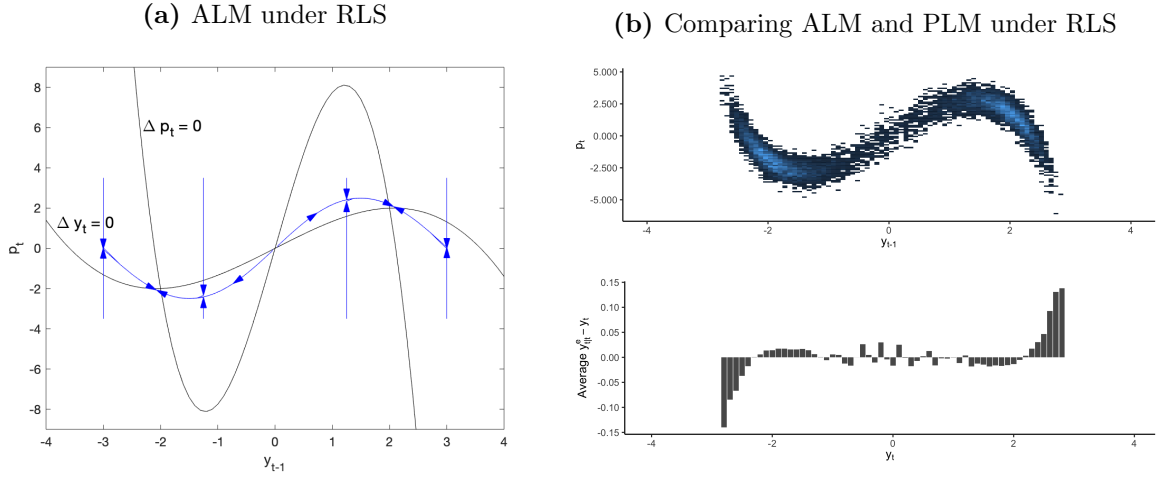 (a) ALM under RLS
8
6
4
2
0
-2
-4
-6
-8
p_t
Δ p_t = 0
Δ y_t = 0
-4 -3 -2 -1 0 1 2 3 4
y_{t-1}
(b) Comparing ALM and PLM under RLS
5.000
2.500
0.000
-2.500
-5.000
p_t
-4 -2 0 2 4
y_{t-1}
0.15
0.10
0.05
0.00
-0.05
-0.10
-0.15
Average y^e_{t|t} − y_t
-4 -2 0 2 4
y_t